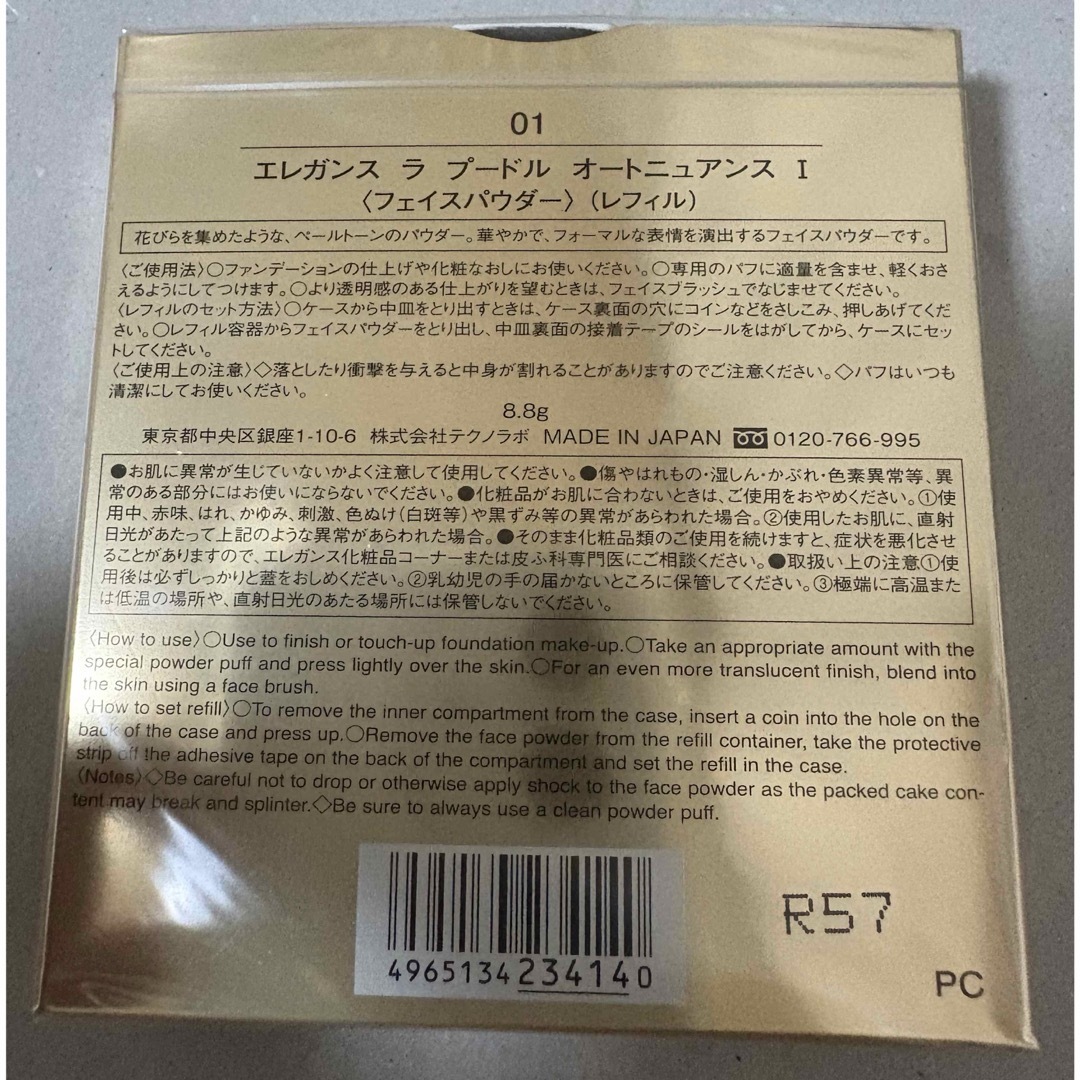 01
エレガンス ラ プードル オートニュアンス I
〈フェイスパウダー〉(レフィル)
花びらを集めたような、ペールトーンのパウダー。華やかで、フォーマルな表情を演出するフェイスパウダーです。
〈ご使用法〉○ファンデーションの仕上げや化粧なおしにお使いください。○専用のパフに適量を含ませ、軽くおさ
えるようにしてつけます。○より透明感のある仕上がりを望むときは、フェイスブラッシュでなじませてください。
〈レフィルのセット方法〉○ケースから中皿をとり出すときは、ケース裏面の穴にコインなどをさしこみ、押しあげてくだ
さい。○レフィル容器からフェイスパウダーをとり出し、中皿裏面の接着テープのシールをはがしてから、ケースにセッ
トしてください。
〈ご使用上の注意〉◇落としたり衝撃を与えると中身が割れることがありますのでご注意ください。◇パフはいつも
清潔にしてお使いください。
8.8g
東京都中央区銀座1-10-6 株式会社テクノラボ MADE IN JAPAN 0120-766-995
●お肌に異常が生じていないかよく注意して使用してください。●傷やはれもの・湿しん・かぶれ・色素異常等、異
常のある部分にはお使いにならないでください。●化粧品がお肌に合わないときは、ご使用をおやめください。①使
用中、赤味、はれ、かゆみ、刺激、色ぬけ(白斑等)や黒ずみ等の異常があらわれた場合。②使用したお肌に、直射
日光があたって上記のような異常があらわれた場合。●そのまま化粧品類のご使用を続けますと、症状を悪化させ
ることがありますので、エレガンス化粧品コーナーまたは皮ふ科専門医にご相談ください。●取扱い上の注意①使
用後は必ずしっかりと蓋をおしめください。②乳幼児の手の届かないところに保管してください。③極端に高温また
は低温の場所や、直射日光のあたる場所には保管しないでください。
〈How to use〉○Use to finish or touch-up foundation make-up.○Take an appropriate amount with the
special powder puff and press lightly over the skin.○For an even more translucent finish, blend into
the skin using a face brush.
〈How to set refill〉○To remove the inner compartment from the case, insert a coin into the hole on the
back of the case and press up.○Remove the face powder from the refill container, take the protective
strip off the adhesive tape on the back of the compartment and set the refill in the case.
〈Notes〉◇Be careful not to drop or otherwise apply shock to the face powder as the packed cake con-
tent may break and splinter.◇Be sure to always use a clean powder puff.
R57
4965134234140
PC